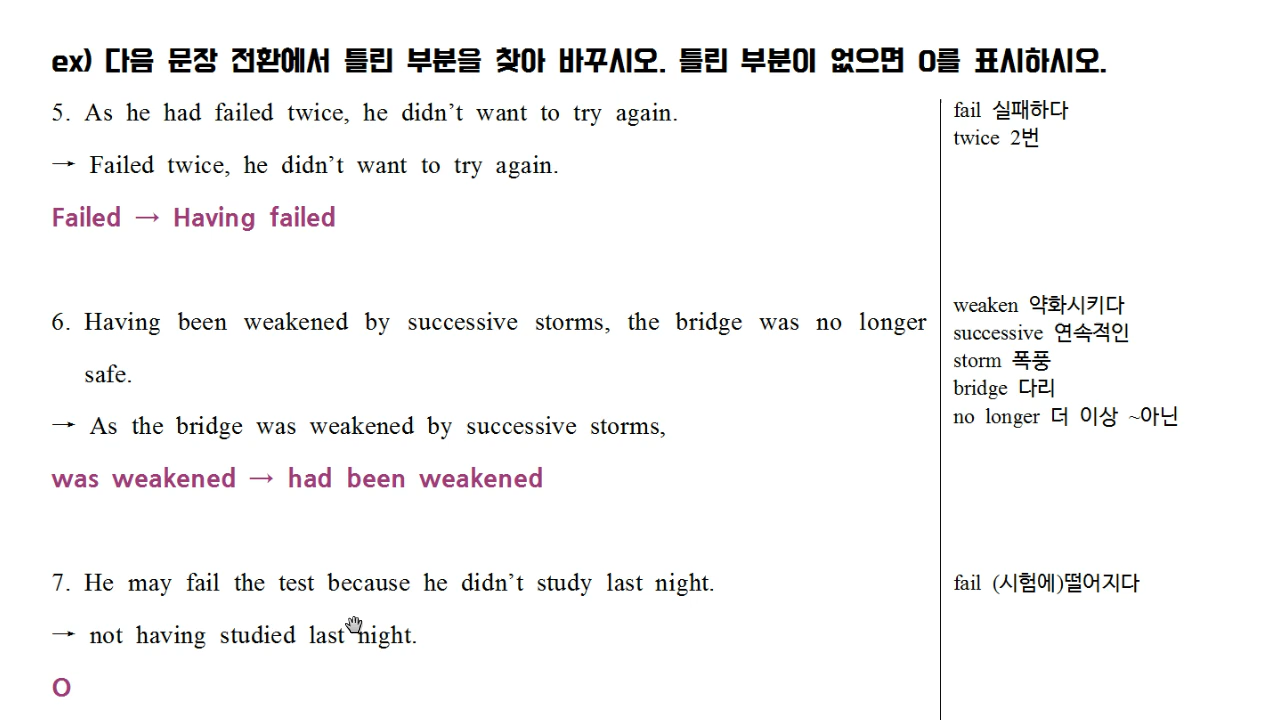 ex) 다음 문장 전환에서 틀린 부분을 찾아 바꾸시오. 틀린 부분이 없으면 O를 표시하시오.
5. As he had failed twice, he didn't want to try again.
→ Failed twice, he didn't want to try again.
Failed → Having failed
fail 실패하다
twice 2번
6. Having been weakened by successive storms, the bridge was no longer
safe.
→ As the bridge was weakened by successive storms,
was weakened → had been weakened
weaken 약화시키다
successive 연속적인
storm 폭풍
bridge 다리
no longer 더 이상 ~아닌
7. He may fail the test because he didn't study last night.
→ not having studied last night.
O
fail (시험에)떨어지다